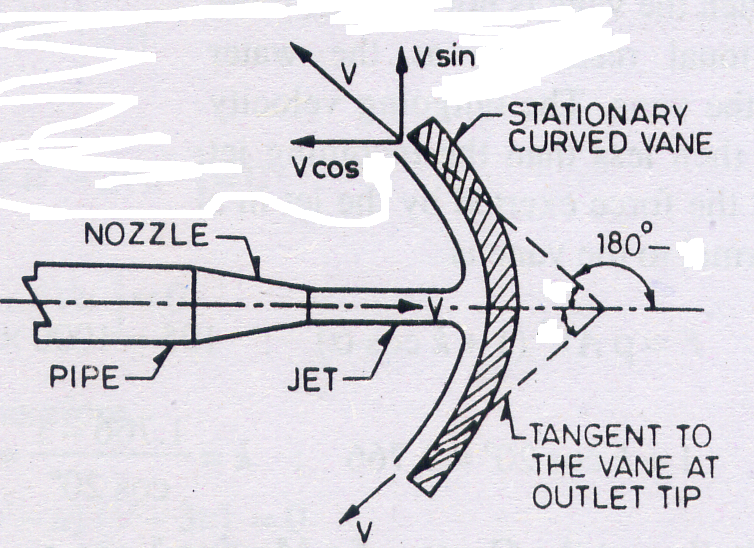 V
V sin
STATIONARY
CURVED VANE
V cos
NOZZLE
180°-
V
PIPE
JET
TANGENT TO
THE VANE AT
OUTLET TIP
V